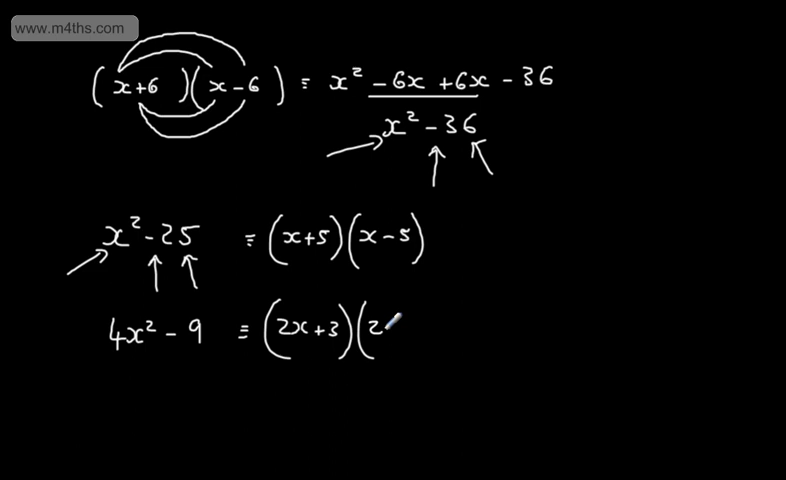 www.m4ths.com
(x+6)(x-6) ≡ x² -6x +6x -36
x² -36
x² -25 ≡ (x+5)(x-5)
4x² - 9 ≡ (2x+3)(2